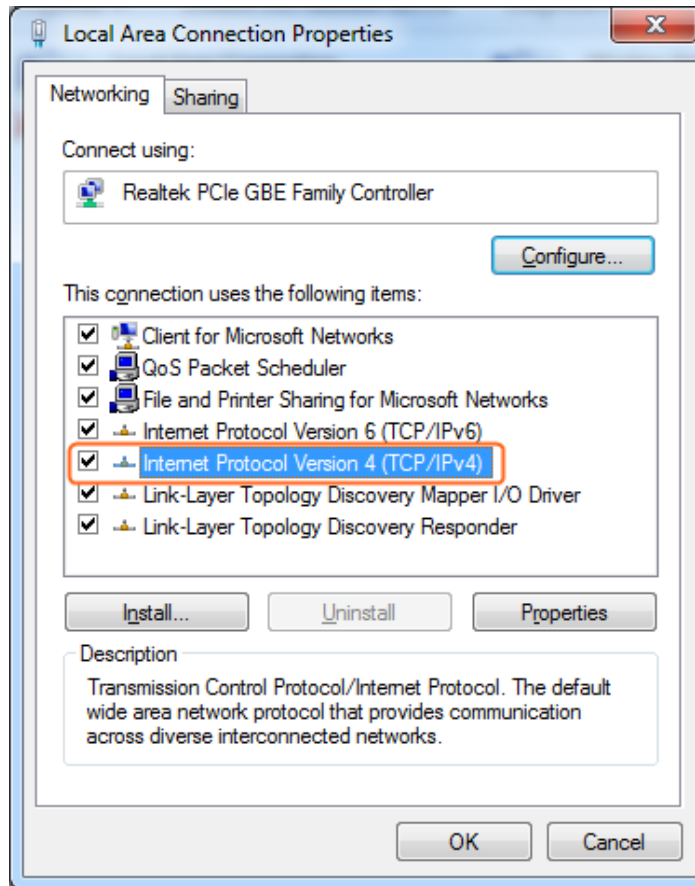 Local Area Connection Properties
Networking
Sharing
Connect using:
Realtek PCIe GBE Family Controller
Configure...
This connection uses the following items:
Client for Microsoft Networks
QoS Packet Scheduler
File and Printer Sharing for Microsoft Networks
Internet Protocol Version 6 (TCP/IPv6)
Internet Protocol Version 4 (TCP/IPv4)
Link-Layer Topology Discovery Mapper I/O Driver
Link-Layer Topology Discovery Responder
Install...
Uninstall
Properties
Description
Transmission Control Protocol/Internet Protocol. The default
wide area network protocol that provides communication
across diverse interconnected networks.
OK
Cancel